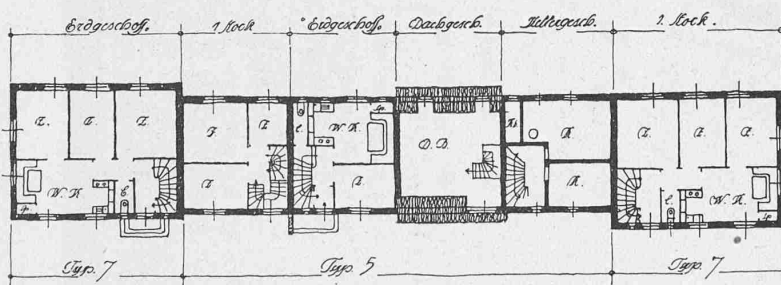 Erdgeschoss. 1. Stock Erdgeschoss. Dachgesch. Kellergesch. 1. Stock.
Z. Z. Z. Z. Z. C. W. K. D. B. K. Z. Z. Z.
W. K. C. Z. Z. K. C. W. K.
Typ. 7 Typ. 5 Typ. 7